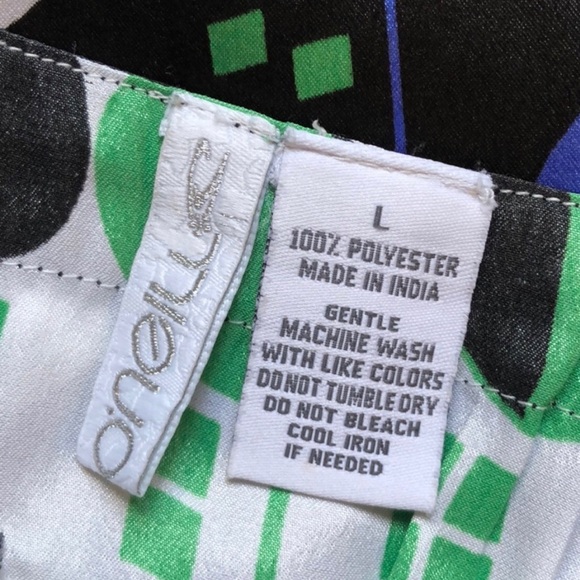 O'NEILL
L
100% POLYESTER
MADE IN INDIA
GENTLE
MACHINE WASH
WITH LIKE COLORS
DO NOT TUMBLE DRY
DO NOT BLEACH
COOL IRON
IF NEEDED